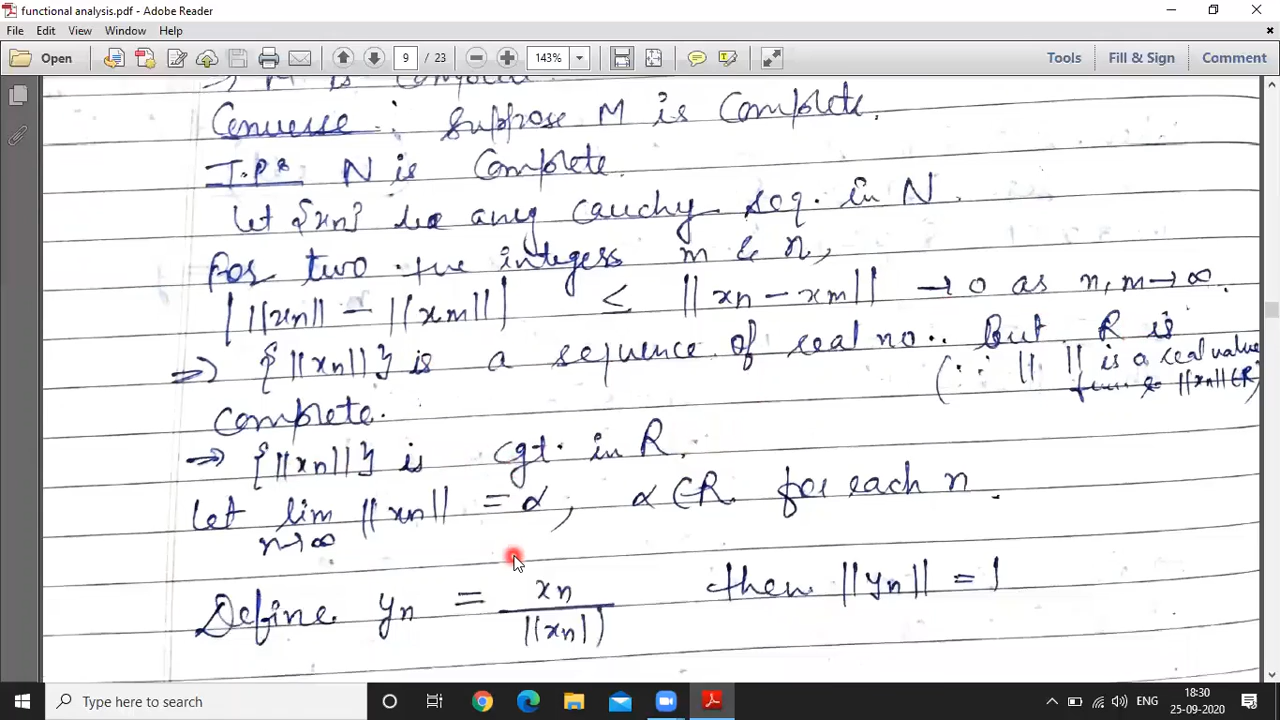 functional analysis.pdf - Adobe Reader
File Edit View Window Help
Open 9 / 23 143% Tools Fill & Sign Comment
→ M is Complete.
Converse : Suppose M is Complete.
T.P: N is Complete.
let {xn} be any cauchy seq. in N.
For two +ve integers m & n,
| ||xn|| - ||xm|| | ≤ ||xn - xm|| → 0 as n, m → ∞.
⇒ {||xn||} is a sequence of real no.. But R is
(∵ || || is a real value
||xn|| ∈ R)
complete.
⇒ {||xn||} is cgt. in R.
let lim n→∞ ||xn|| = α, α ∈ R. for each n.
Define yn = xn / ||xn|| then ||yn|| = 1
Type here to search
ENG
18:30
25-09-2020